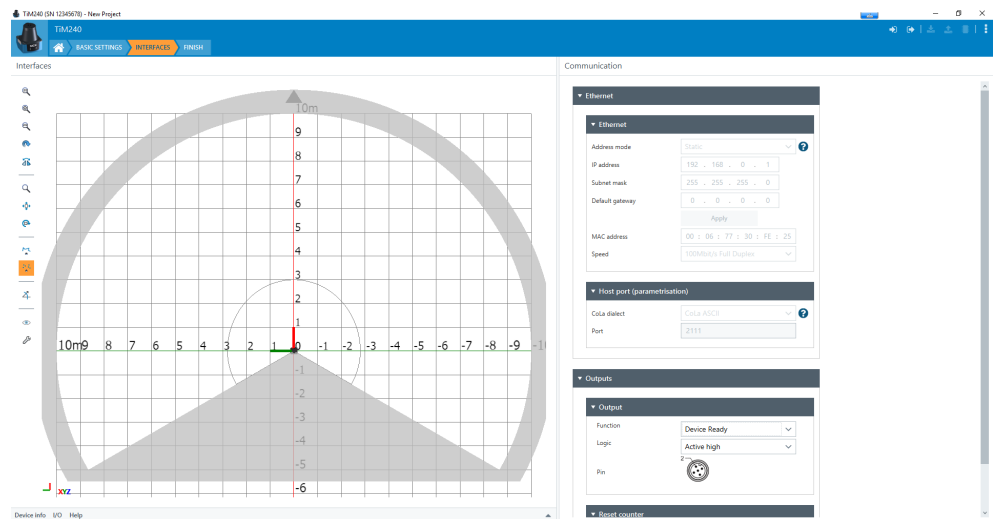 TiM240 (SN 12345678) - New Project
TiM240
BASIC SETTINGS
INTERFACES
FINISH
Interfaces
10m
9
8
7
6
5
4
3
2
1
10m9 8 7 6 5 4 3 2 1 0 -1 -2 -3 -4 -5 -6 -7 -8 -9 -10
-1
-2
-3
-4
-5
-6
XYZ
Device info I/O Help
Communication
Ethernet
Ethernet
Address mode Static
IP address 192 . 168 . 0 . 1
Subnet mask 255 . 255 . 255 . 0
Default gateway 0 . 0 . 0 . 0
Apply
MAC address 00 : 06 : 77 : 30 : FE : 25
Speed 100Mbit/s Full Duplex
Host port (parametrisation)
CoLa dialect CoLa ASCII
Port 2111
Outputs
Output
Function Device Ready
Logic Active high
2
Pin
Reset counter